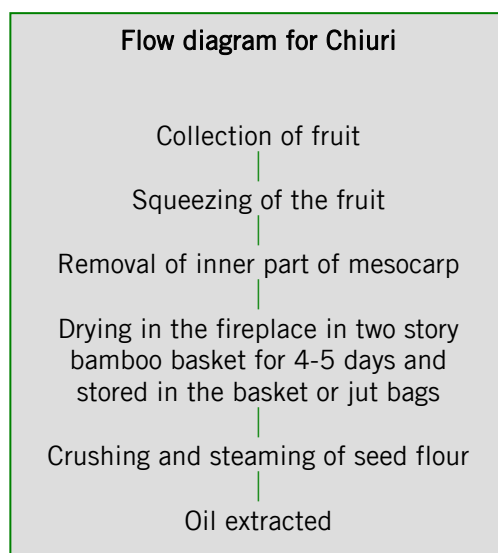 Flow diagram for Chiuri
Collection of fruit
Squeezing of the fruit
Removal of inner part of mesocarp
Drying in the fireplace in two story
bamboo basket for 4-5 days and
stored in the basket or jut bags
Crushing and steaming of seed flour
Oil extracted